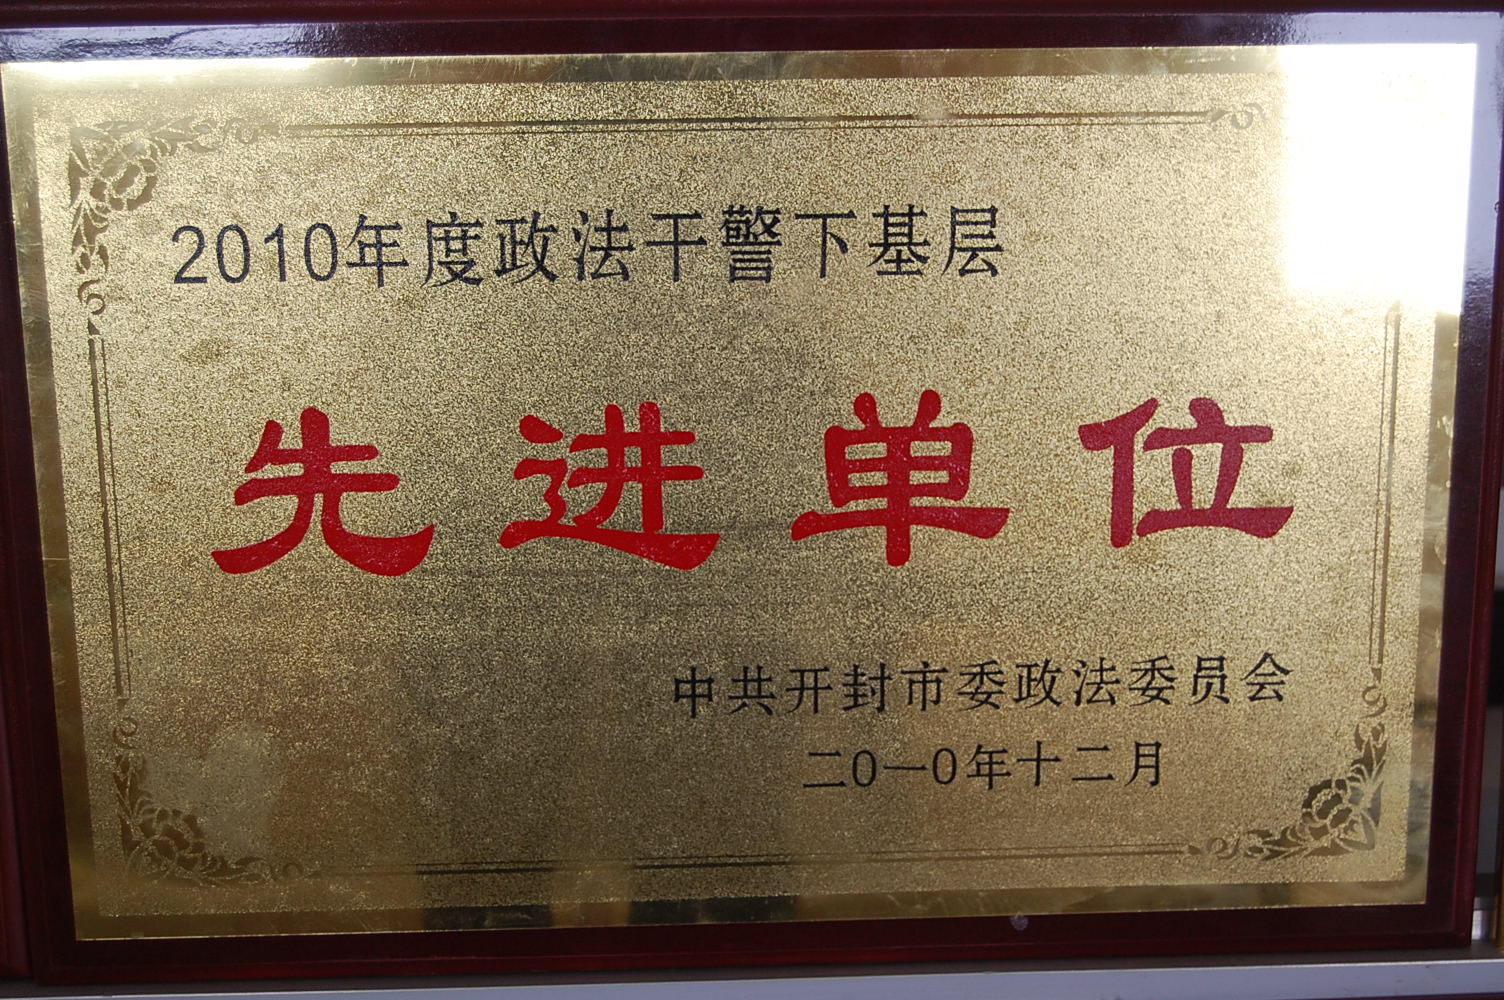 2010年度政法干警下基层
先进单位
中共开封市委政法委员会
二0一0年十二月